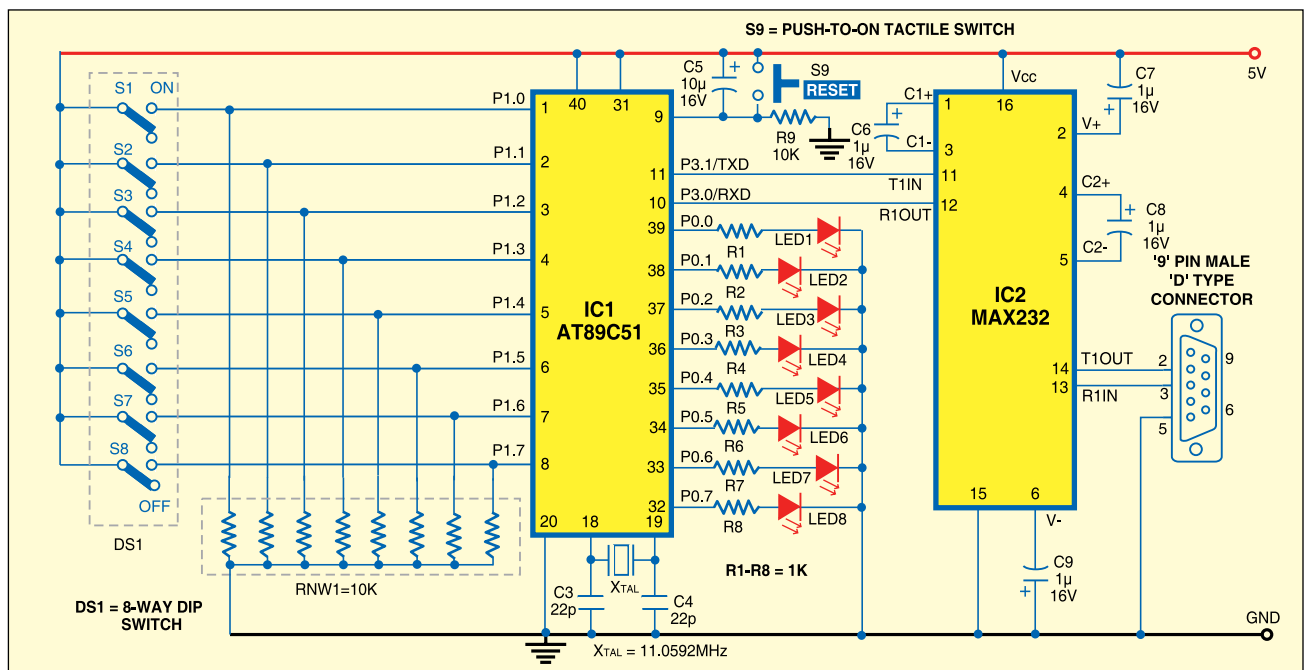 S9 = PUSH-TO-ON TACTILE SWITCH
5V
S1 ON
S2
S3
S4
S5
S6
S7
S8
OFF
DS1
DS1 = 8-WAY DIP
SWITCH
RNW1=10K
P1.0
P1.1
P1.2
P1.3
P1.4
P1.5
P1.6
P1.7
1
2
3
4
5
6
7
8
40
31
9
11
10
39
38
37
36
35
34
33
32
20
18
19
IC1
AT89C51
C5
10µ
16V
S9
RESET
R9
10K
P3.1/TXD
P3.0/RXD
P0.0
P0.1
P0.2
P0.3
P0.4
P0.5
P0.6
P0.7
R1
R2
R3
R4
R5
R6
R7
R8
LED1
LED2
LED3
LED4
LED5
LED6
LED7
LED8
R1-R8 = 1K
C3
22p
XTAL
C4
22p
XTAL = 11.0592MHz
C1+
C6
1µ
16V
C1-
T1IN
R1OUT
1
3
11
12
16
Vcc
2
4
5
14
13
15
6
IC2
MAX232
V+
C7
1µ
16V
C2+
C8
1µ
16V
C2-
'9' PIN MALE
'D' TYPE
CONNECTOR
T1OUT
R1IN
2
3
5
9
6
V-
C9
1µ
16V
GND